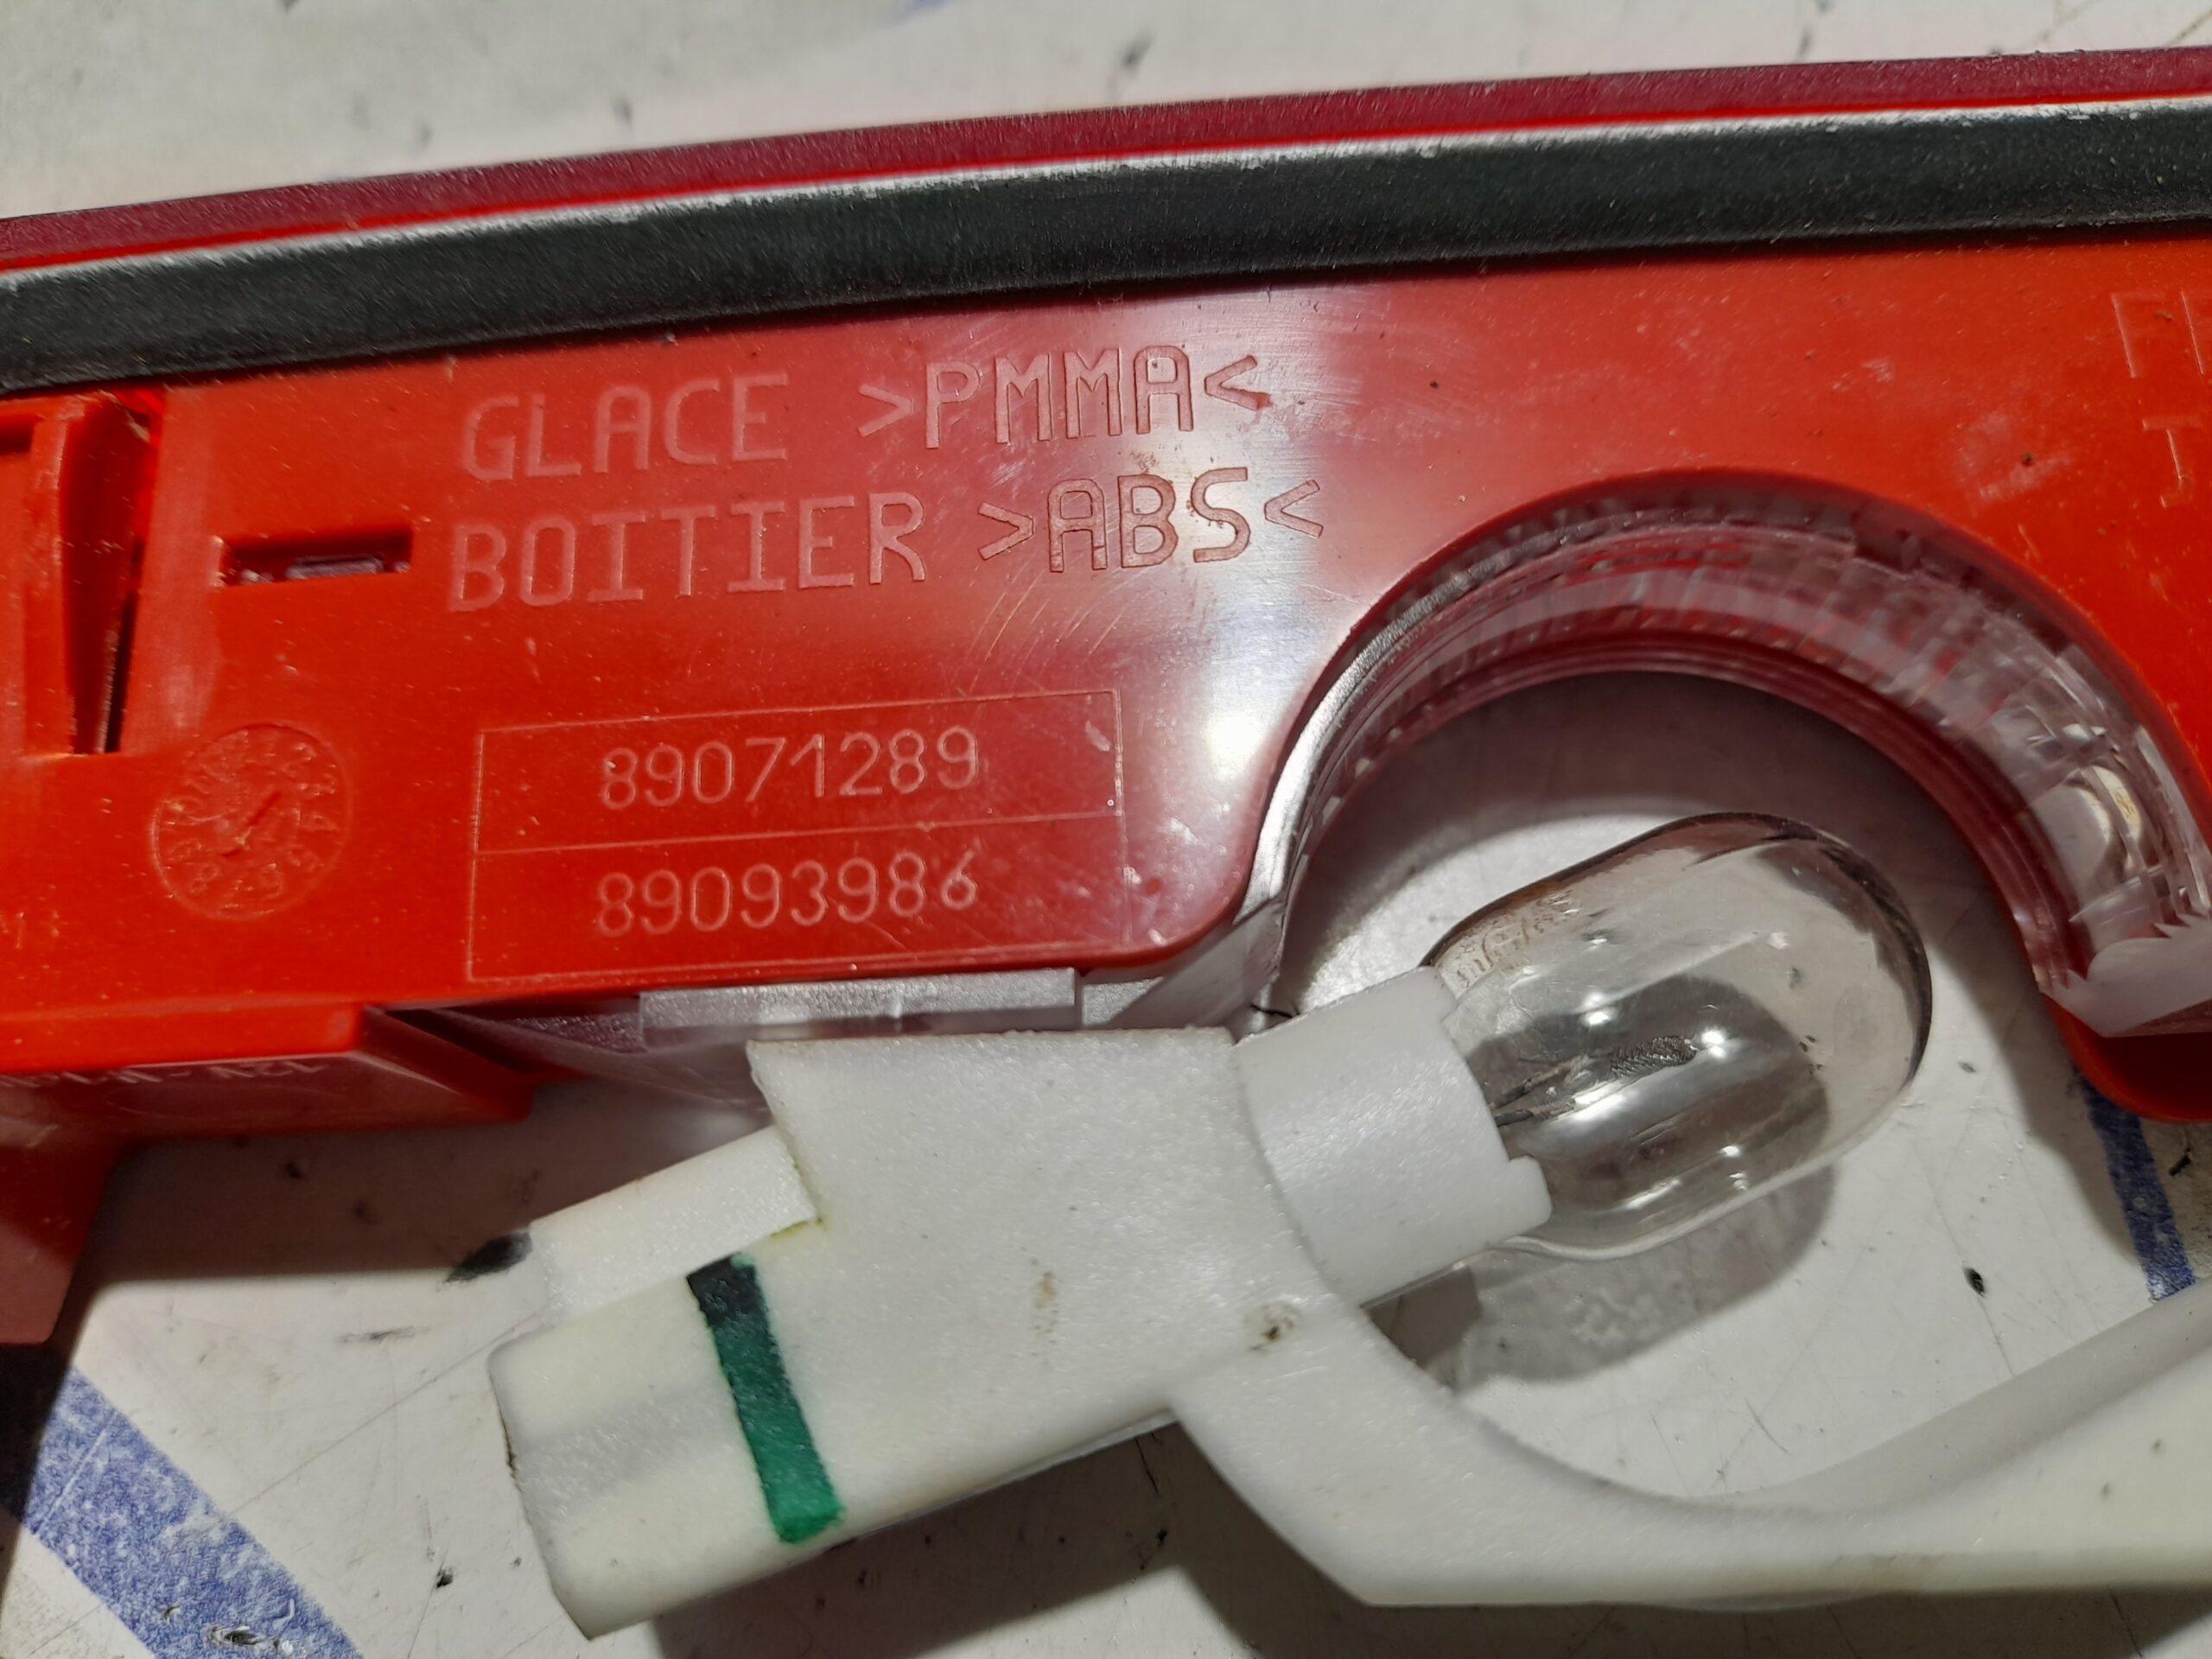 GLACE >PMMA<
BOITIER >ABS<
89071289
89093986